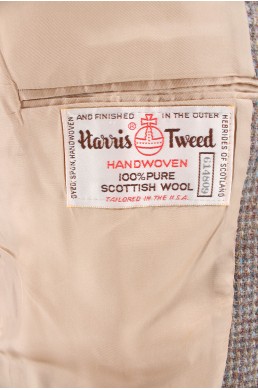 DYED, SPUN, HANDWOVEN
AND FINISHED IN THE OUTER
HEBRIDES OF SCOTLAND
Harris ® Tweed
HANDWOVEN
100% PURE
SCOTTISH WOOL
TAILORED IN THE U.S.A.